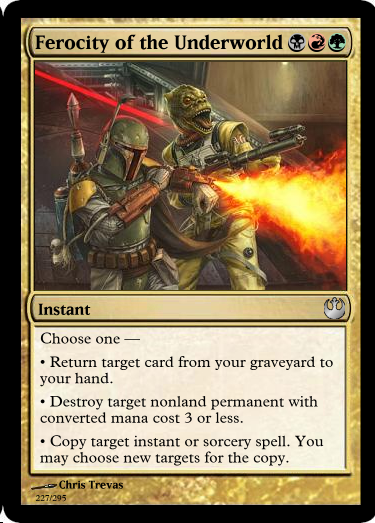 Ferocity of the Underworld
Instant
Choose one —
• Return target card from your graveyard to
your hand.
• Destroy target nonland permanent with
converted mana cost 3 or less.
• Copy target instant or sorcery spell. You
may choose new targets for the copy.
Chris Trevas
227/295